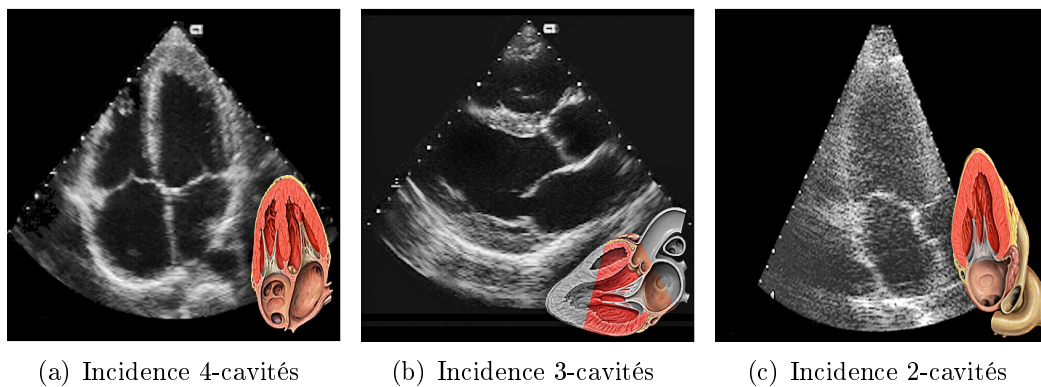 (a) Incidence 4-cavités
(b) Incidence 3-cavités
(c) Incidence 2-cavités